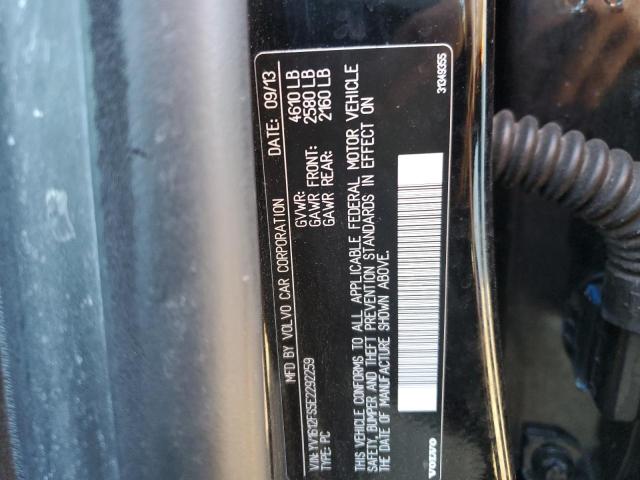 MFD BY VOLVO CAR CORPORATION DATE: 09/13
GVWR: 4610 LB
GAWR FRONT: 2580 LB
GAWR REAR: 2160 LB
VIN: YV1612FS5E2292259
TYPE: PC
THIS VEHICLE CONFORMS TO ALL APPLICABLE FEDERAL MOTOR VEHICLE
SAFETY, BUMPER AND THEFT PREVENTION STANDARDS IN EFFECT ON
THE DATE OF MANUFACTURE SHOWN ABOVE.
VOLVO 31349355